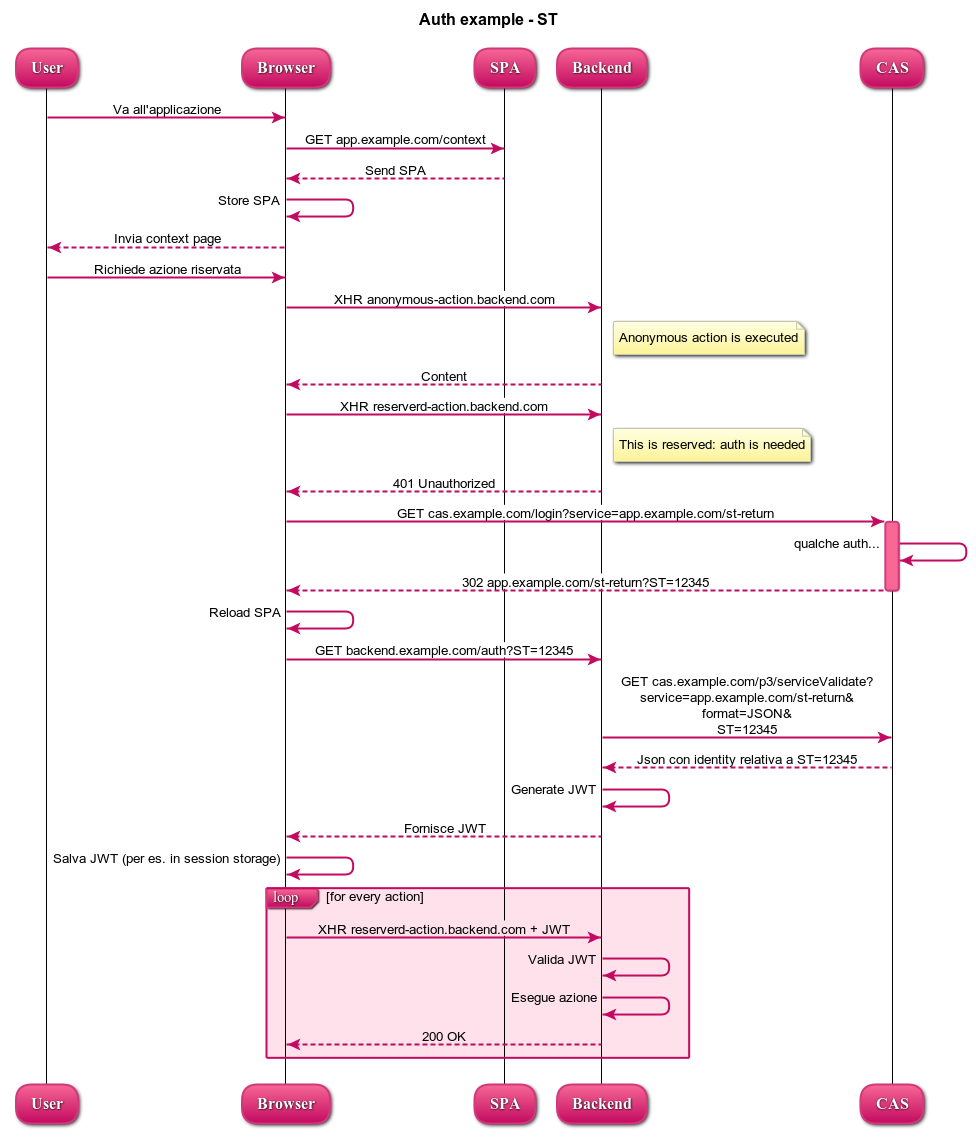 Auth example - ST
User Browser SPA Backend CAS
Va all'applicazione
GET app.example.com/context
Send SPA
Store SPA
Invia context page
Richiede azione riservata
XHR anonymous-action.backend.com
Anonymous action is executed
Content
XHR reserverd-action.backend.com
This is reserved: auth is needed
401 Unauthorized
GET cas.example.com/login?service=app.example.com/st-return
qualche auth...
302 app.example.com/st-return?ST=12345
Reload SPA
GET backend.example.com/auth?ST=12345
GET cas.example.com/p3/serviceValidate?
service=app.example.com/st-return&
format=JSON&
ST=12345
Json con identity relativa a ST=12345
Generate JWT
Fornisce JWT
Salva JWT (per es. in session storage)
loop [for every action]
XHR reserverd-action.backend.com + JWT
Valida JWT
Esegue azione
200 OK
User Browser SPA Backend CAS